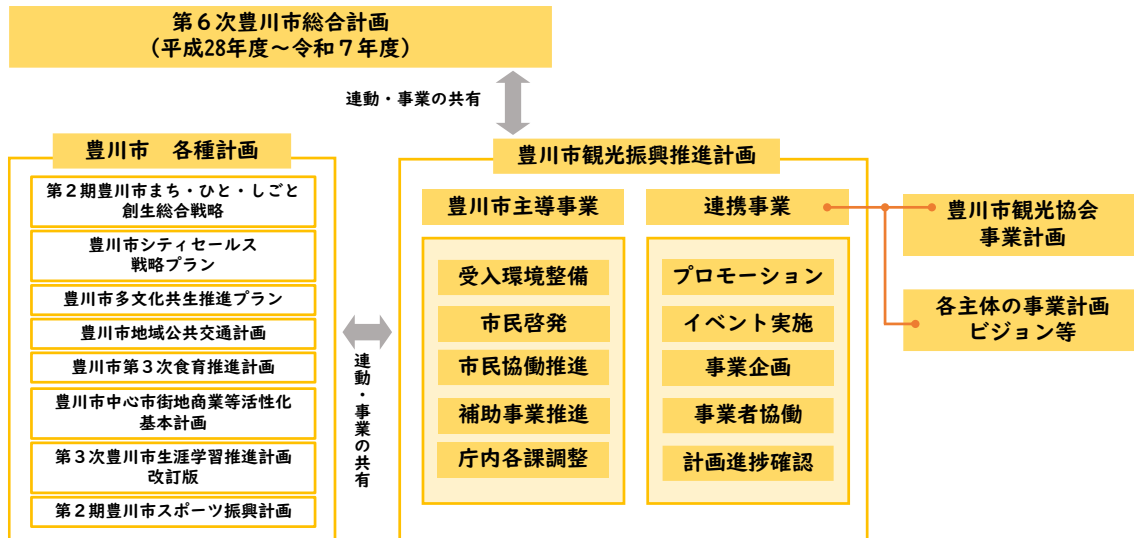 第６次豊川市総合計画
（平成28年度～令和７年度）
連動・事業の共有
豊川市　各種計画
第２期豊川市まち・ひと・しごと
創生総合戦略
豊川市シティセールス
戦略プラン
豊川市多文化共生推進プラン
豊川市地域公共交通計画
豊川市第３次食育推進計画
豊川市中心市街地商業等活性化
基本計画
第３次豊川市生涯学習推進計画
改訂版
第２期豊川市スポーツ振興計画
連動・事業の共有
豊川市観光振興推進計画
豊川市主導事業
受入環境整備
市民啓発
市民協働推進
補助事業推進
庁内各課調整
連携事業
プロモーション
イベント実施
事業企画
事業者協働
計画進捗確認
豊川市観光協会
事業計画
各主体の事業計画
ビジョン等